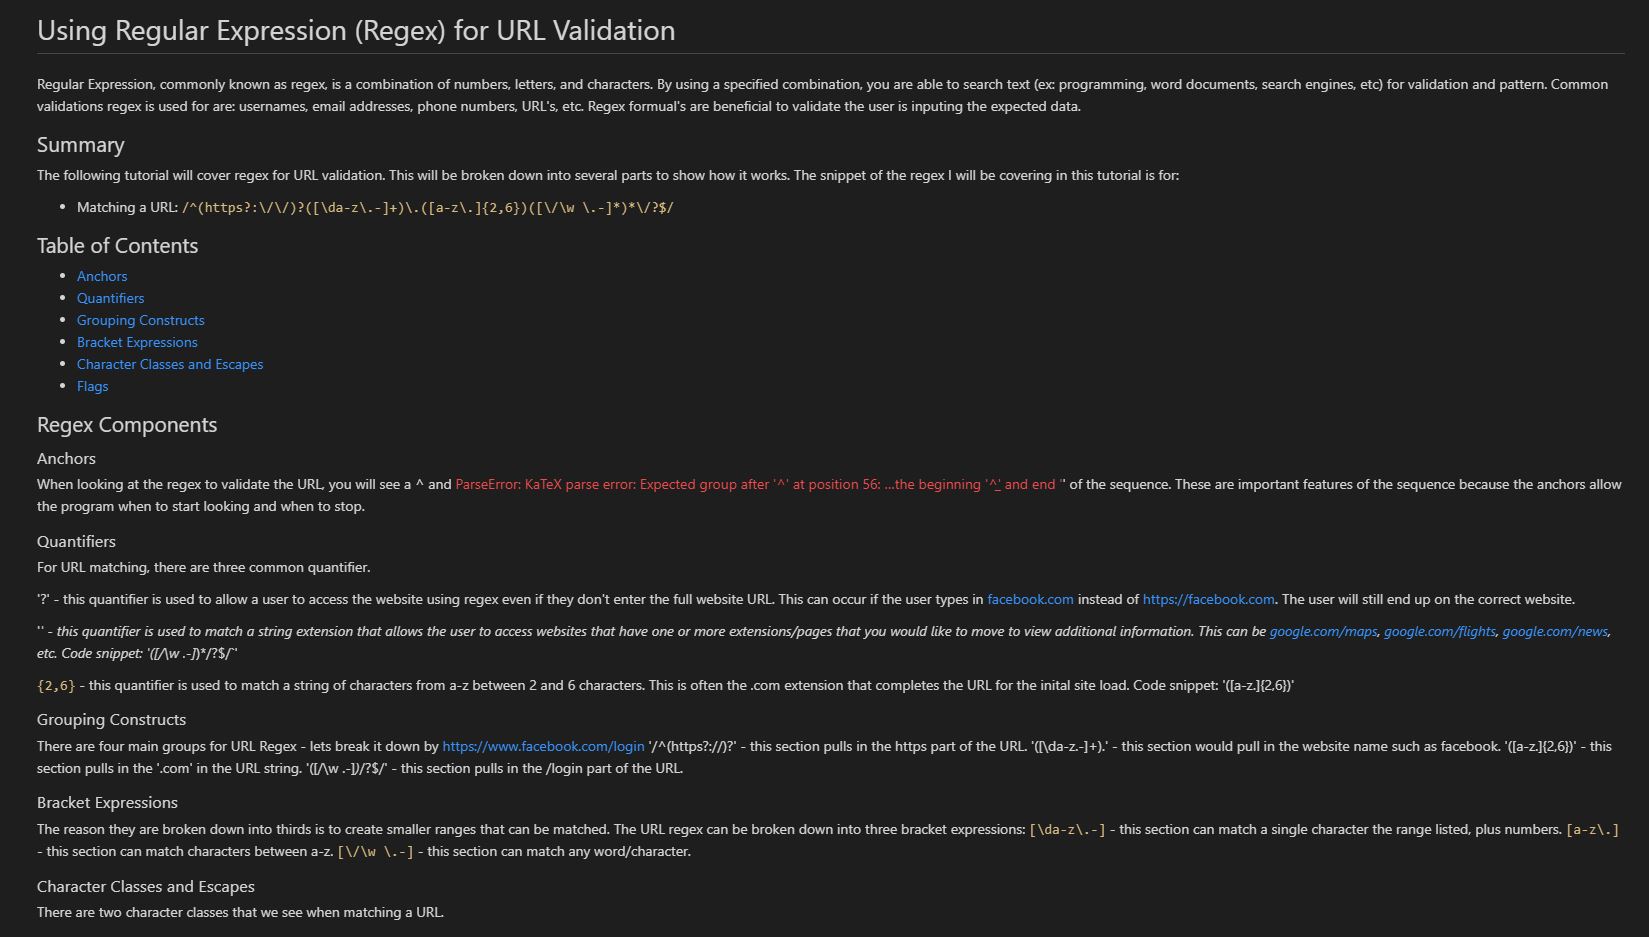 Using Regular Expression (Regex) for URL Validation
Regular Expression, commonly known as regex, is a combination of numbers, letters, and characters. By using a specified combination, you are able to search text (ex: programming, word documents, search engines, etc) for validation and pattern. Common
validations regex is used for are: usernames, email addresses, phone numbers, URL's, etc. Regex formual's are beneficial to validate the user is inputing the expected data.
Summary
The following tutorial will cover regex for URL validation. This will be broken down into several parts to show how it works. The snippet of the regex I will be covering in this tutorial is for:
• Matching a URL: /^(https?:\/\/)?([\da-z\.-]+)\.([a-z\.]{2,6})([\/\w \.-]*)*\/?$/
Table of Contents
• Anchors
• Quantifiers
• Grouping Constructs
• Bracket Expressions
• Character Classes and Escapes
• Flags
Regex Components
Anchors
When looking at the regex to validate the URL, you will see a ^ and ParseError: KaTeX parse error: Expected group after '^' at position 56: …the beginning '^̲ and end '' of the sequence. These are important features of the sequence because the anchors allow
the program when to start looking and when to stop.
Quantifiers
For URL matching, there are three common quantifier.
'?' - this quantifier is used to allow a user to access the website using regex even if they don't enter the full website URL. This can occur if the user types in facebook.com instead of https://facebook.com. The user will still end up on the correct website.
'' - this quantifier is used to match a string extension that allows the user to access websites that have one or more extensions/pages that you would like to move to view additional information. This can be google.com/maps, google.com/flights, google.com/news,
etc. Code snippet: '([/\w .-])*/?$/`'
{2,6} - this quantifier is used to match a string of characters from a-z between 2 and 6 characters. This is often the .com extension that completes the URL for the inital site load. Code snippet: '([a-z.]{2,6})'
Grouping Constructs
There are four main groups for URL Regex - lets break it down by https://www.facebook.com/login '/^(https?://)?' - this section pulls in the https part of the URL. '([\da-z.-]+).' - this section would pull in the website name such as facebook. '([a-z.]{2,6})' - this
section pulls in the '.com' in the URL string. '([/\w .-])/?$/' - this section pulls in the /login part of the URL.
Bracket Expressions
The reason they are broken down into thirds is to create smaller ranges that can be matched. The URL regex can be broken down into three bracket expressions: [\da-z\.-] - this section can match a single character the range listed, plus numbers. [a-z\.]
- this section can match characters between a-z. [\/\w \.-] - this section can match any word/character.
Character Classes and Escapes
There are two character classes that we see when matching a URL.